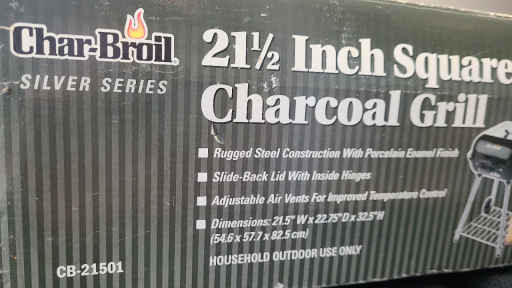 Char-Broil
SILVER SERIES
21½ Inch Square
Charcoal Grill
Rugged Steel Construction With Porcelain Enamel Finish
Slide-Back Lid With Inside Hinges
Adjustable Air Vents For Improved Temperature Control
Dimensions: 21.5" W x 22.75" D x 32.5" H
(54.6 x 57.7 x 82.5 cm)
HOUSEHOLD OUTDOOR USE ONLY
CB-21501